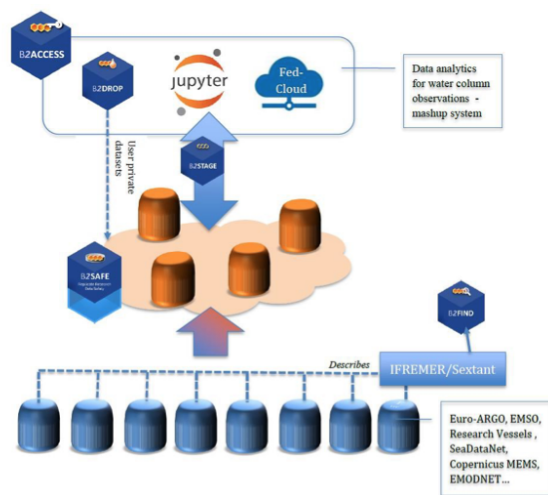 B2ACCESS
B2DROP
jupyter
Fed-
Cloud
Data analytics
for water column
observations -
mashup system
User private
datasets
B2STAGE
B2SAFE
B2FIND
Describes
IFREMER/Sextant
Euro-ARGO, EMSO,
Research Vessels ,
SeaDataNet,
Copernicus MEMS,
EMODNET...